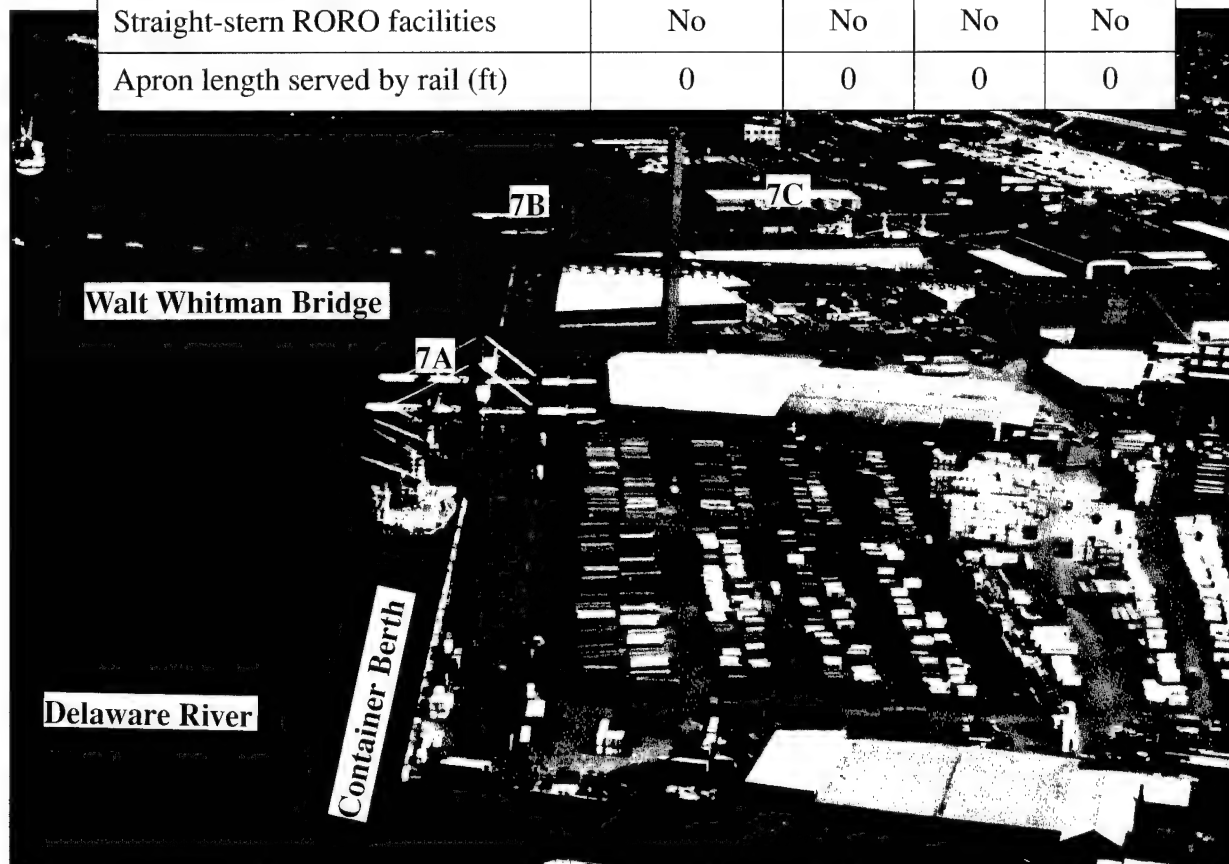 Straight-stern RORO facilities No No No No
Apron length served by rail (ft) 0 0 0 0
7B
7C
Walt Whitman Bridge
7A
Container Berth
Delaware River